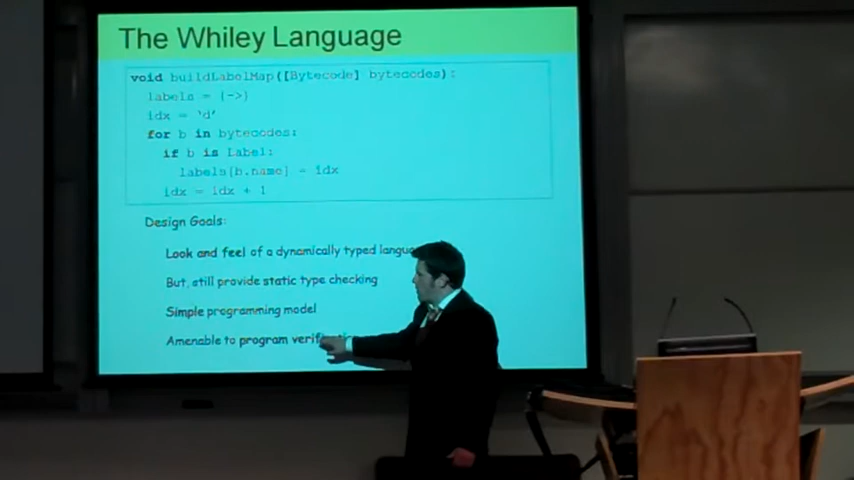 The Whiley Language
void buildLabelMap([Bytecode] bytecodes):
labels = {->}
idx = 'd'
for b in bytecodes:
if b is Label:
labels[b.name] = idx
idx = idx + 1
Design Goals:
Look and feel of a dynamically typed
But, still provide static type checking
Simple programming model
Amenable to program